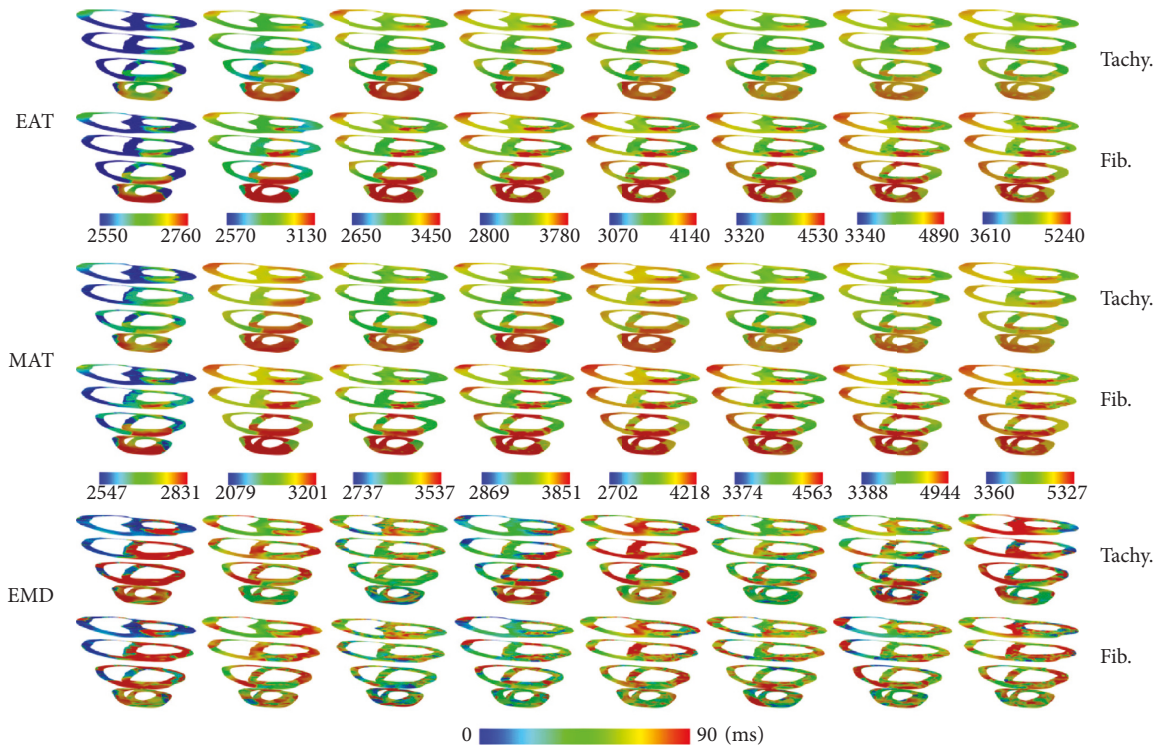 Tachy.
EAT
Fib.
2550 2760 2570 3130 2650 3450 2800 3780 3070 4140 3320 4530 3340 4890 3610 5240
Tachy.
MAT
Fib.
2547 2831 2079 3201 2737 3537 2869 3851 2702 4218 3374 4563 3388 4944 3360 5327
Tachy.
EMD
Fib.
0 90 (ms)